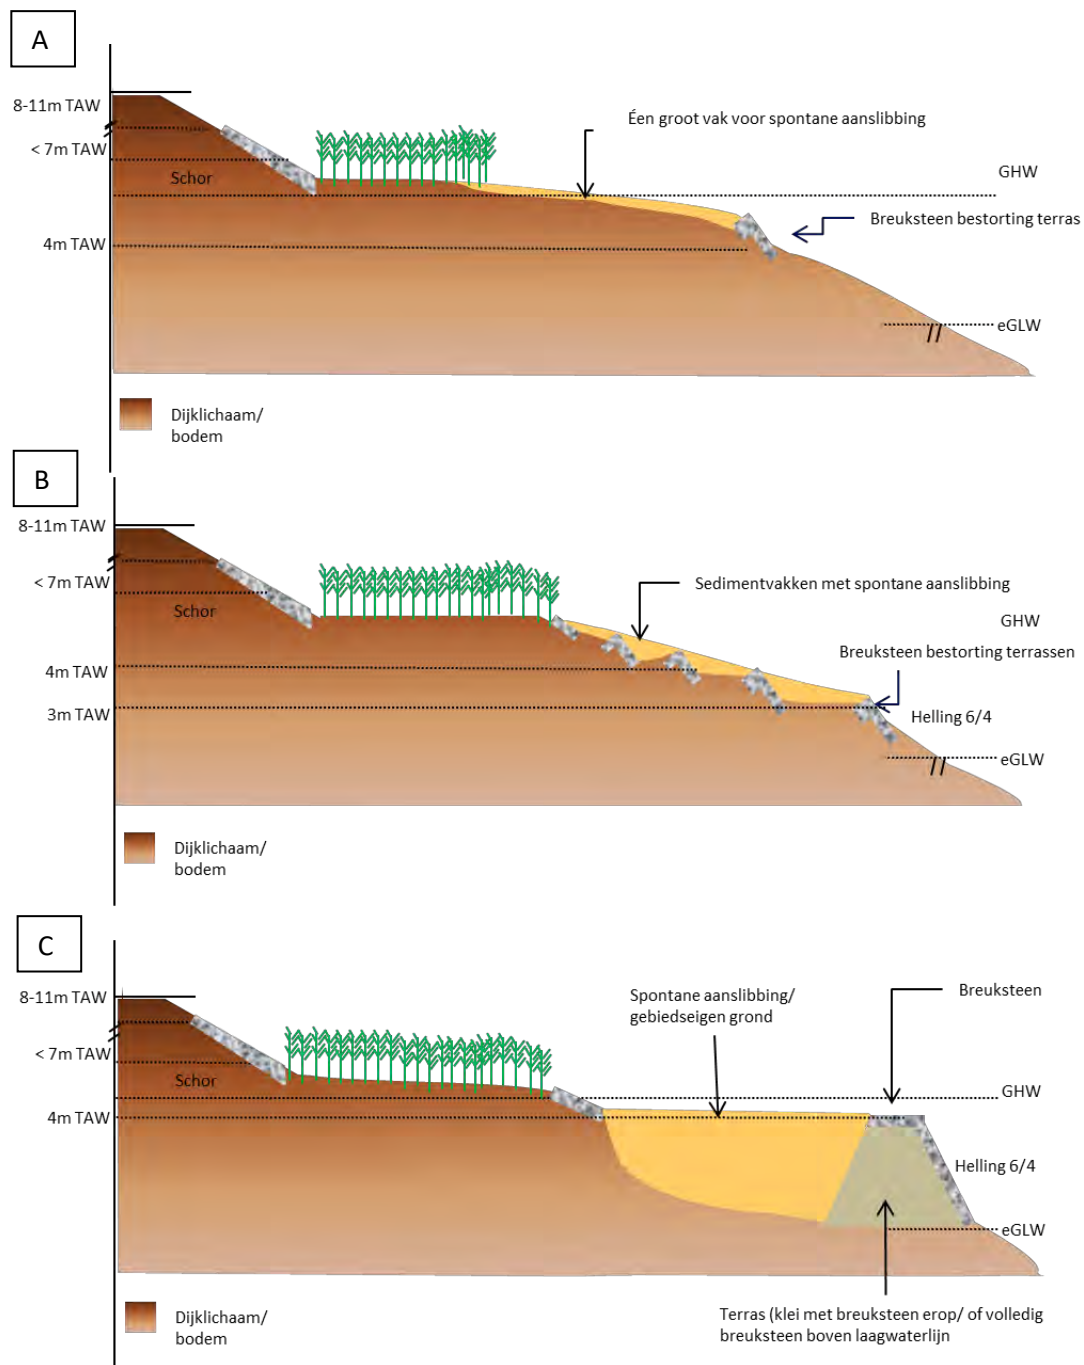 A
8-11m TAW
Één groot vak voor spontane aanslibbing
< 7m TAW
Schor
GHW
Breuksteen bestorting terras
4m TAW
eGLW
Dijklichaam/
bodem
B
8-11m TAW
< 7m TAW
Sedimentvakken met spontane aanslibbing
Schor
GHW
Breuksteen bestorting terrassen
4m TAW
3m TAW
Helling 6/4
eGLW
Dijklichaam/
bodem
C
8-11m TAW
Spontane aanslibbing/
gebiedseigen grond
Breuksteen
< 7m TAW
Schor
GHW
4m TAW
Helling 6/4
eGLW
Dijklichaam/
bodem
Terras (klei met breuksteen erop/ of volledig
breuksteen boven laagwaterlijn